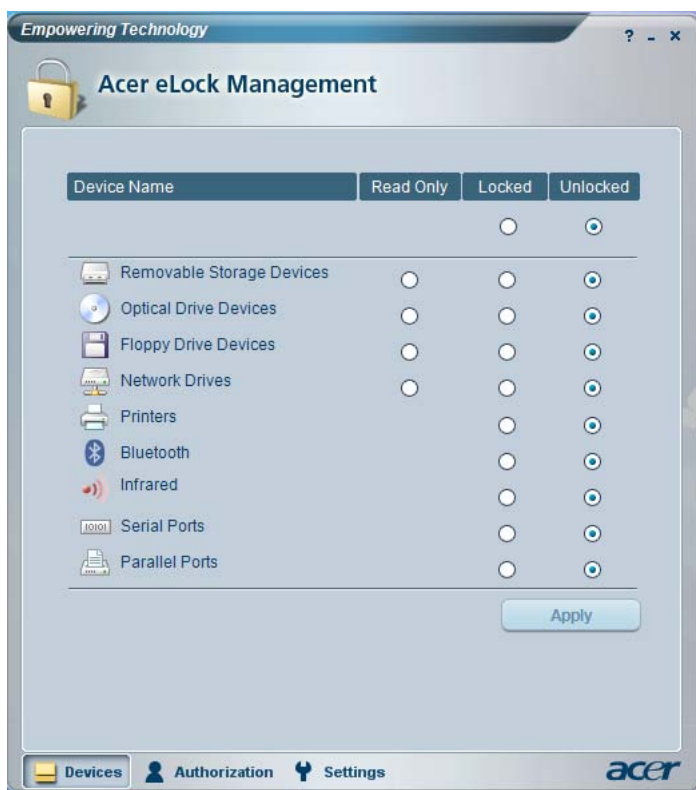 Empowering Technology
? - x
Acer eLock Management
Device Name Read Only Locked Unlocked
Removable Storage Devices
Optical Drive Devices
Floppy Drive Devices
Network Drives
Printers
Bluetooth
Infrared
10101 Serial Ports
Parallel Ports
Apply
Devices Authorization Settings acer